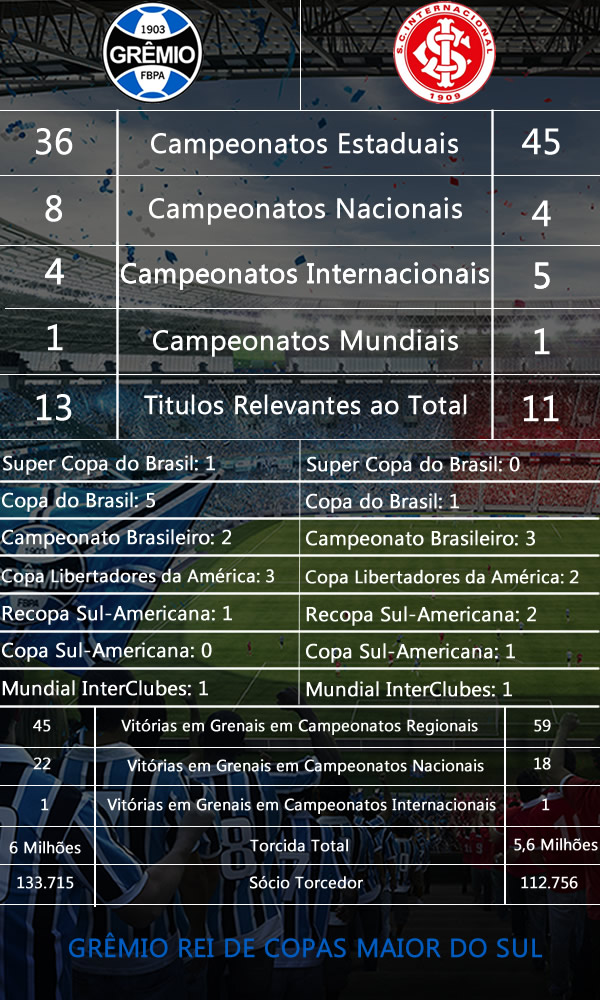 1903
GRÊMIO
FBPA
S.C. INTERNACIONAL
1909
36 Campeonatos Estaduais 45
8 Campeonatos Nacionais 4
4 Campeonatos Internacionais 5
1 Campeonatos Mundiais 1
13 Titulos Relevantes ao Total 11
Super Copa do Brasil: 1 Super Copa do Brasil: 0
Copa do Brasil: 5 Copa do Brasil: 1
Campeonato Brasileiro: 2 Campeonato Brasileiro: 3
Copa Libertadores da América: 3 Copa Libertadores da América: 2
Recopa Sul-Americana: 1 Recopa Sul-Americana: 2
Copa Sul-Americana: 0 Copa Sul-Americana: 1
Mundial InterClubes: 1 Mundial InterClubes: 1
45 Vitórias em Grenais em Campeonatos Regionais 59
22 Vitórias em Grenais em Campeonatos Nacionais 18
1 Vitórias em Grenais em Campeonatos Internacionais 1
6 Milhões Torcida Total 5,6 Milhões
133.715 Sócio Torcedor 112.756
GRÊMIO REI DE COPAS MAIOR DO SUL